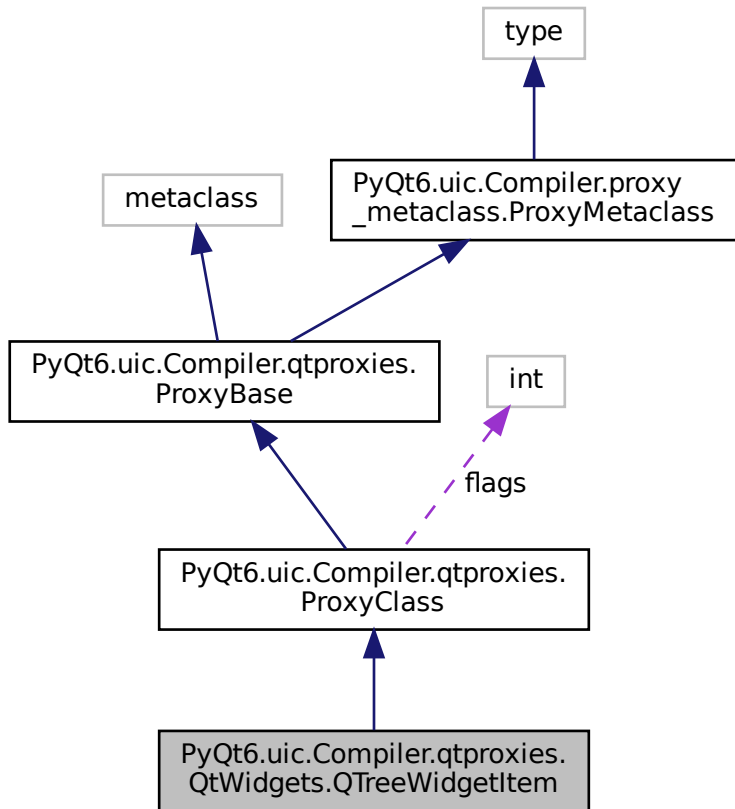 type
PyQt6.uic.Compiler.proxy
_metaclass.ProxyMetaclass
metaclass
PyQt6.uic.Compiler.qtproxies.
ProxyBase
int
flags
PyQt6.uic.Compiler.qtproxies.
ProxyClass
PyQt6.uic.Compiler.qtproxies.
QtWidgets.QTreeWidgetItem